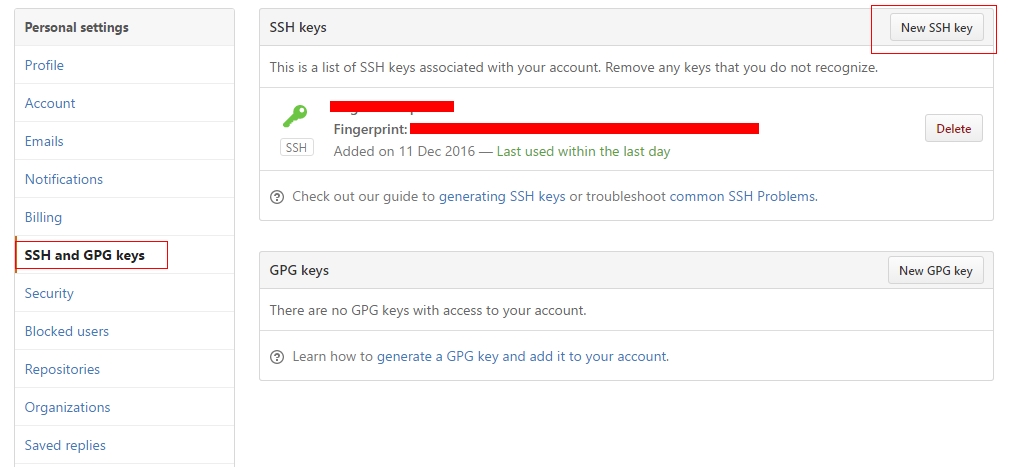 Personal settings
Profile
Account
Emails
Notifications
Billing
SSH and GPG keys
Security
Blocked users
Repositories
Organizations
Saved replies
SSH keys
New SSH key
This is a list of SSH keys associated with your account. Remove any keys that you do not recognize.
SSH
Fingerprint:
Added on 11 Dec 2016 — Last used within the last day
Delete
Check out our guide to generating SSH keys or troubleshoot common SSH Problems.
GPG keys
New GPG key
There are no GPG keys with access to your account.
Learn how to generate a GPG key and add it to your account.